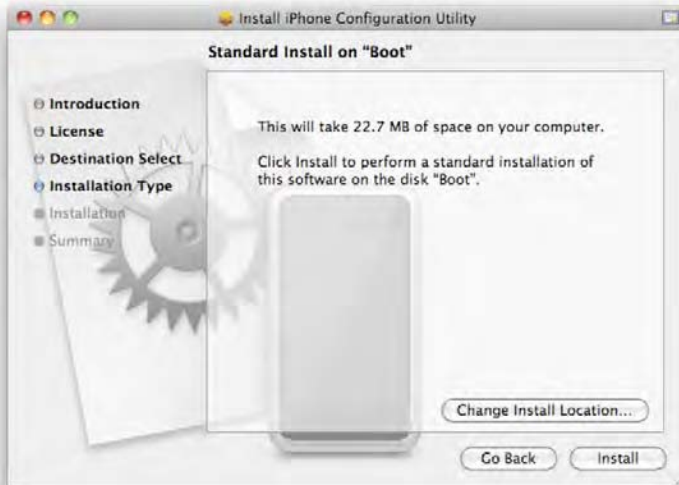 Install iPhone Configuration Utility
Standard Install on "Boot"
Introduction
License
Destination Select
Installation Type
Installation
Summary
This will take 22.7 MB of space on your computer.
Click Install to perform a standard installation of
this software on the disk "Boot".
Change Install Location...
Go Back
Install